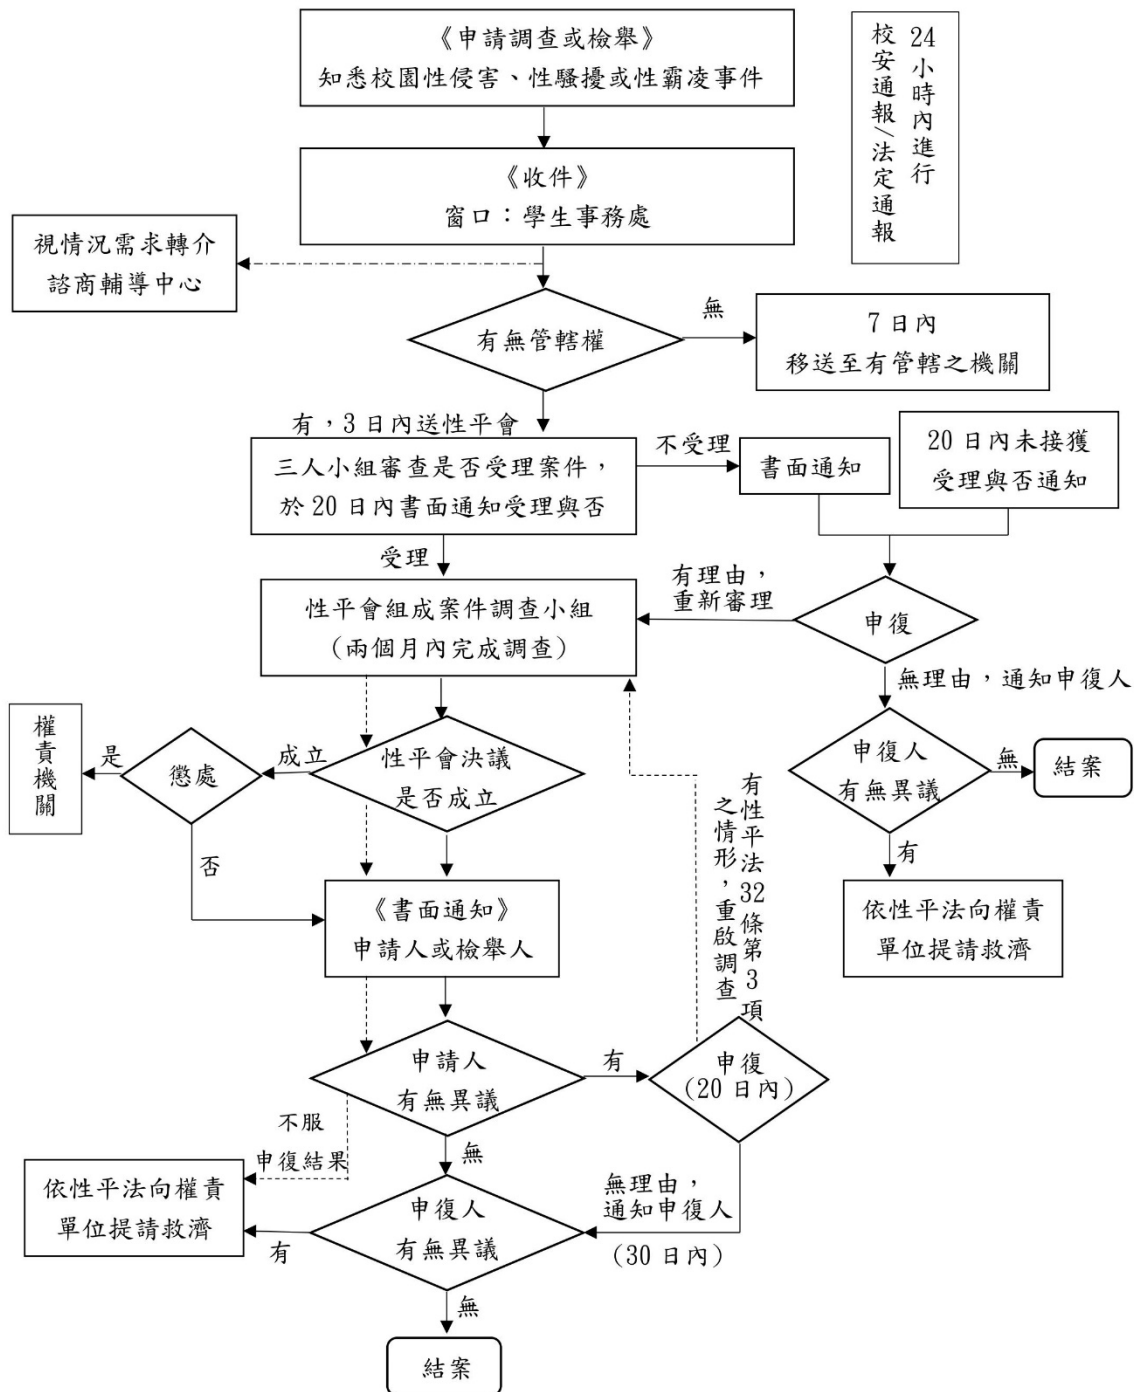 《申請調查或檢舉》
知悉校園性侵害、性騷擾或性霸凌事件
24小時內進行
校安通報/法定通報
《收件》
窗口：學生事務處
視情況需求轉介
諮商輔導中心
有無管轄權
無
7日內
移送至有管轄之機關
有，3日內送性平會
三人小組審查是否受理案件，
於20日內書面通知受理與否
不受理
書面通知
20日內未接獲
受理與否通知
受理
性平會組成案件調查小組
(兩個月內完成調查)
有理由，
重新審理
申復
無理由，通知申復人
申復人
有無異議
無
結案
有
依性平法向權責
單位提請救濟
性平會決議
是否成立
成立
懲處
是
權責機關
否
《書面通知》
申請人或檢舉人
有性平法32條第3項
之情形，重啟調查
申請人
有無異議
有
申復
(20日內)
不服
申復結果
無
無理由，
通知申復人
(30日內)
依性平法向權責
單位提請救濟
有
申復人
有無異議
無
結案